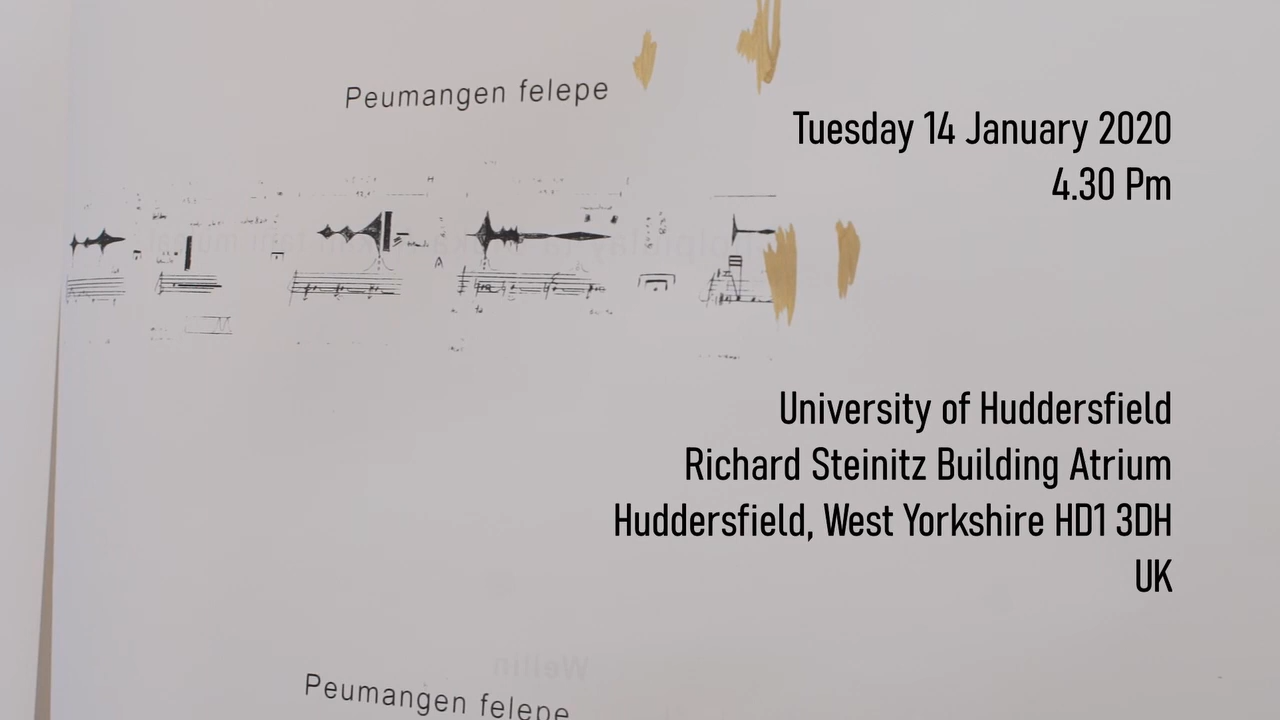 Peumangen felepe
Tuesday 14 January 2020
4.30 Pm
University of Huddersfield
Richard Steinitz Building Atrium
Huddersfield, West Yorkshire HD1 3DH
UK
Wellin
Peumangen felepe